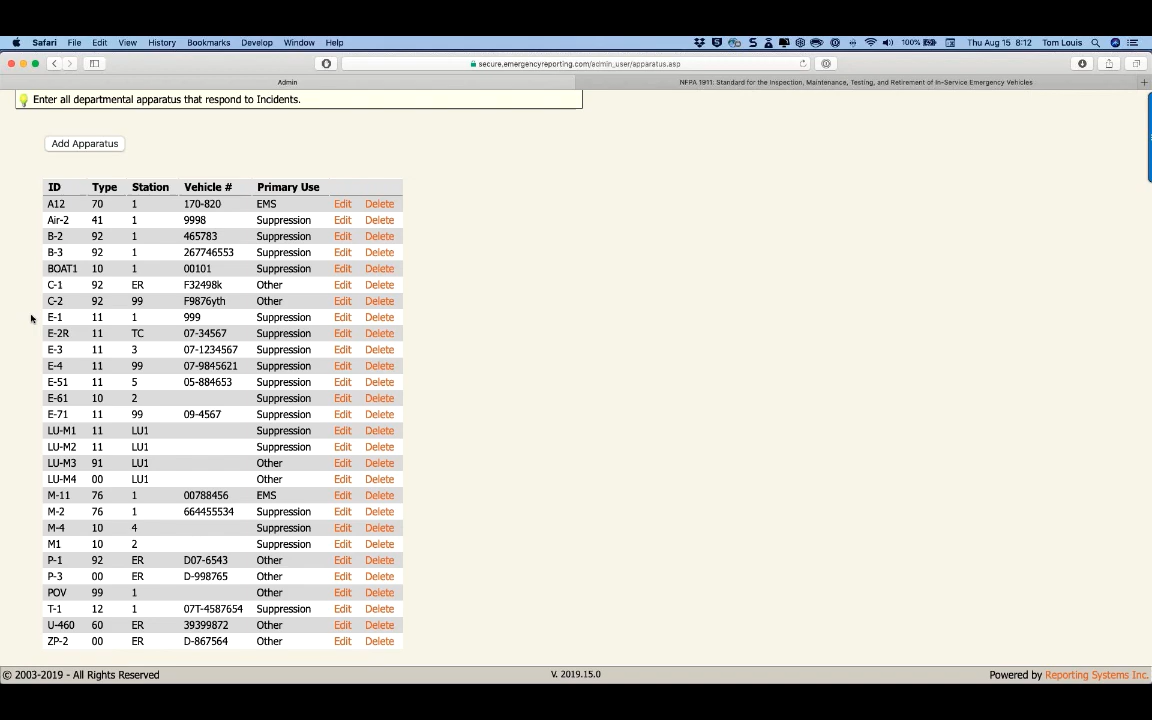 Safari File Edit View History Bookmarks Develop Window Help 100% Thu Aug 15 8:12 Tom Louis
secure.emergencyreporting.com/admin_user/apparatus.asp
Admin NFPA 1911: Standard for the Inspection, Maintenance, Testing, and Retirement of In-Service Emergency Vehicles
Enter all departmental apparatus that respond to Incidents.
Add Apparatus
ID Type Station Vehicle # Primary Use
A12 70 1 170-820 EMS Edit Delete
Air-2 41 1 9998 Suppression Edit Delete
B-2 92 1 465783 Suppression Edit Delete
B-3 92 1 267746553 Suppression Edit Delete
BOAT1 10 1 00101 Suppression Edit Delete
C-1 92 ER F32498k Other Edit Delete
C-2 92 99 F9876yth Other Edit Delete
E-1 11 1 999 Suppression Edit Delete
E-2R 11 TC 07-34567 Suppression Edit Delete
E-3 11 3 07-1234567 Suppression Edit Delete
E-4 11 99 07-9845621 Suppression Edit Delete
E-51 11 5 05-884653 Suppression Edit Delete
E-61 10 2 Suppression Edit Delete
E-71 11 99 09-4567 Suppression Edit Delete
LU-M1 11 LU1 Suppression Edit Delete
LU-M2 11 LU1 Suppression Edit Delete
LU-M3 91 LU1 Other Edit Delete
LU-M4 00 LU1 Other Edit Delete
M-11 76 1 00788456 EMS Edit Delete
M-2 76 1 664455534 Suppression Edit Delete
M-4 10 4 Suppression Edit Delete
M1 10 2 Suppression Edit Delete
P-1 92 ER D07-6543 Other Edit Delete
P-3 00 ER D-998765 Other Edit Delete
POV 99 1 Other Edit Delete
T-1 12 1 07T-4587654 Suppression Edit Delete
U-460 60 ER 39399872 Other Edit Delete
ZP-2 00 ER D-867564 Other Edit Delete
© 2003-2019 - All Rights Reserved V. 2019.15.0 Powered by Reporting Systems Inc.